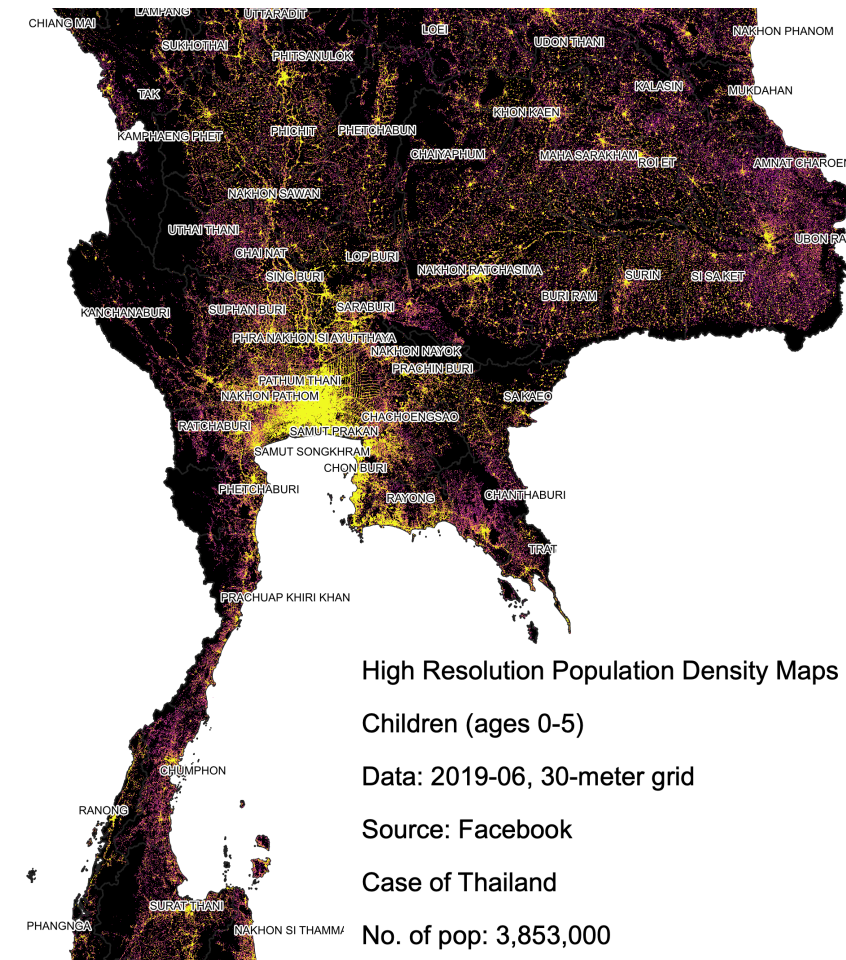 LAMPANG
UTTARADIT
CHIANG MAI
LOEI
NAKHON PHANOM
SUKHOTHAI
UDON THANI
PHITSANULOK
KALASIN
MUKDAHAN
TAK
KHON KAEN
KAMPHAENG PHET
PHICHIT
PHETCHABUN
CHAIYAPHUM
MAHA SARAKHAM
ROI ET
AMNAT CHAROEN
NAKHON SAWAN
UTHAI THANI
UBON RA
CHAI NAT
LOP BURI
SING BURI
NAKHON RATCHASIMA
SURIN
SI SA KET
BURI RAM
KANCHANABURI
SUPHAN BURI
SARABURI
PHRA NAKHON SI AYUTTHAYA
NAKHON NAYOK
PRACHIN BURI
PATHUM THANI
NAKHON PATHOM
SA KAEO
CHACHOENGSAO
RATCHABURI
SAMUT PRAKAN
SAMUT SONGKHRAM
CHON BURI
PHETCHABURI
RAYONG
CHANTHABURI
TRAT
PRACHUAP KHIRI KHAN
High Resolution Population Density Maps
Children (ages 0-5)
Data: 2019-06, 30-meter grid
Source: Facebook
Case of Thailand
No. of pop: 3,853,000
CHUMPHON
RANONG
SURAT THANI
PHANGNGA
NAKHON SI THAMMA